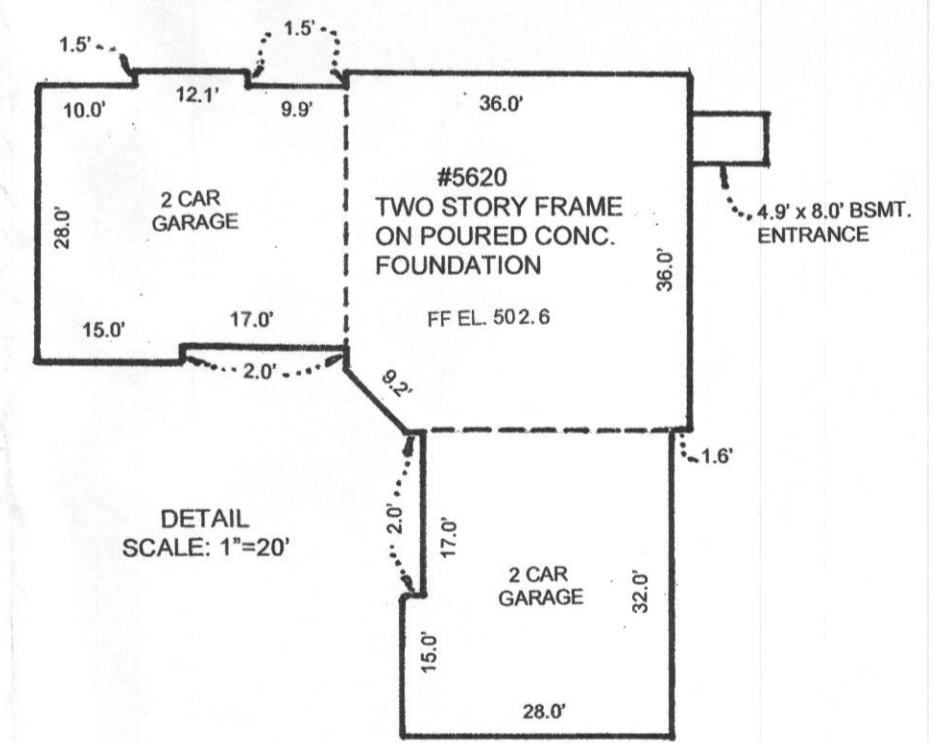 1.5'
1.5'
10.0'
12.1'
9.9'
36.0'
28.0'
2 CAR
GARAGE
#5620
TWO STORY FRAME
ON POURED CONC.
FOUNDATION
FF EL. 502.6
36.0'
4.9' x 8.0' BSMT.
ENTRANCE
15.0'
17.0'
2.0'
9.2'
1.6'
DETAIL
SCALE: 1"=20'
2.0'
17.0'
2 CAR
GARAGE
32.0'
15.0'
28.0'